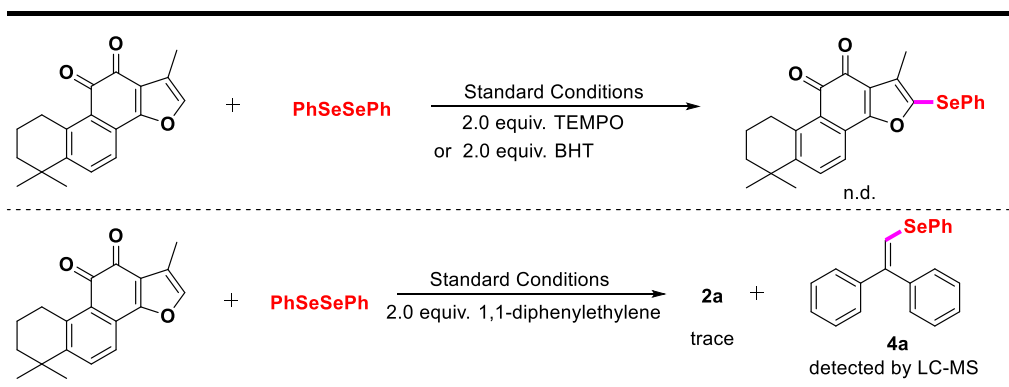 O
O
O
+
PhSeSePh
Standard Conditions
2.0 equiv. TEMPO
or 2.0 equiv. BHT
O
O
O
SePh
n.d.
O
O
O
+
PhSeSePh
Standard Conditions
2.0 equiv. 1,1-diphenylethylene
2a
trace
+
SePh
4a
detected by LC-MS